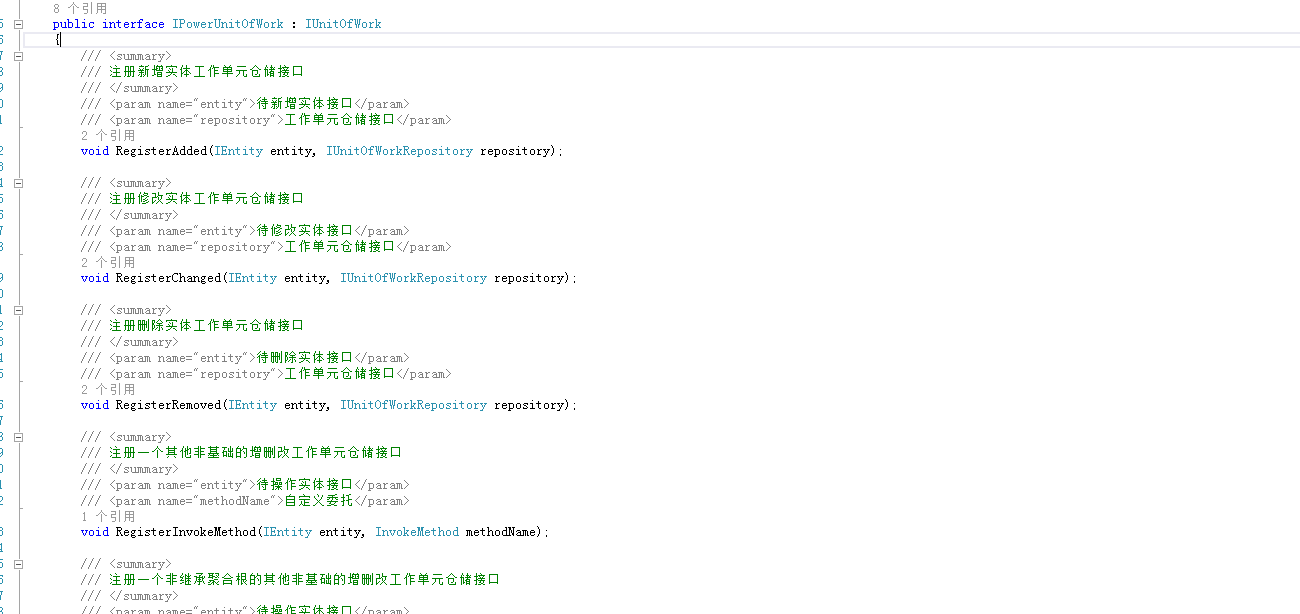 8 个引用
public interface IPowerUnitOfWork : IUnitOfWork
{
/// <summary>
/// 注册新增实体工作单元仓储接口
/// </summary>
/// <param name="entity">待新增实体接口</param>
/// <param name="repository">工作单元仓储接口</param>
2 个引用
void RegisterAdded(IEntity entity, IUnitOfWorkRepository repository);
/// <summary>
/// 注册修改实体工作单元仓储接口
/// </summary>
/// <param name="entity">待修改实体接口</param>
/// <param name="repository">工作单元仓储接口</param>
2 个引用
void RegisterChanged(IEntity entity, IUnitOfWorkRepository repository);
/// <summary>
/// 注册删除实体工作单元仓储接口
/// </summary>
/// <param name="entity">待删除实体接口</param>
/// <param name="repository">工作单元仓储接口</param>
2 个引用
void RegisterRemoved(IEntity entity, IUnitOfWorkRepository repository);
/// <summary>
/// 注册一个其他非基础的增删改工作单元仓储接口
/// </summary>
/// <param name="entity">待操作实体接口</param>
/// <param name="methodName">自定义委托</param>
1 个引用
void RegisterInvokeMethod(IEntity entity, InvokeMethod methodName);
/// <summary>
/// 注册一个非继承聚合根的其他非基础的增删改工作单元仓储接口
/// </summary>
/// <param name="entity">待操作实体接口</param>